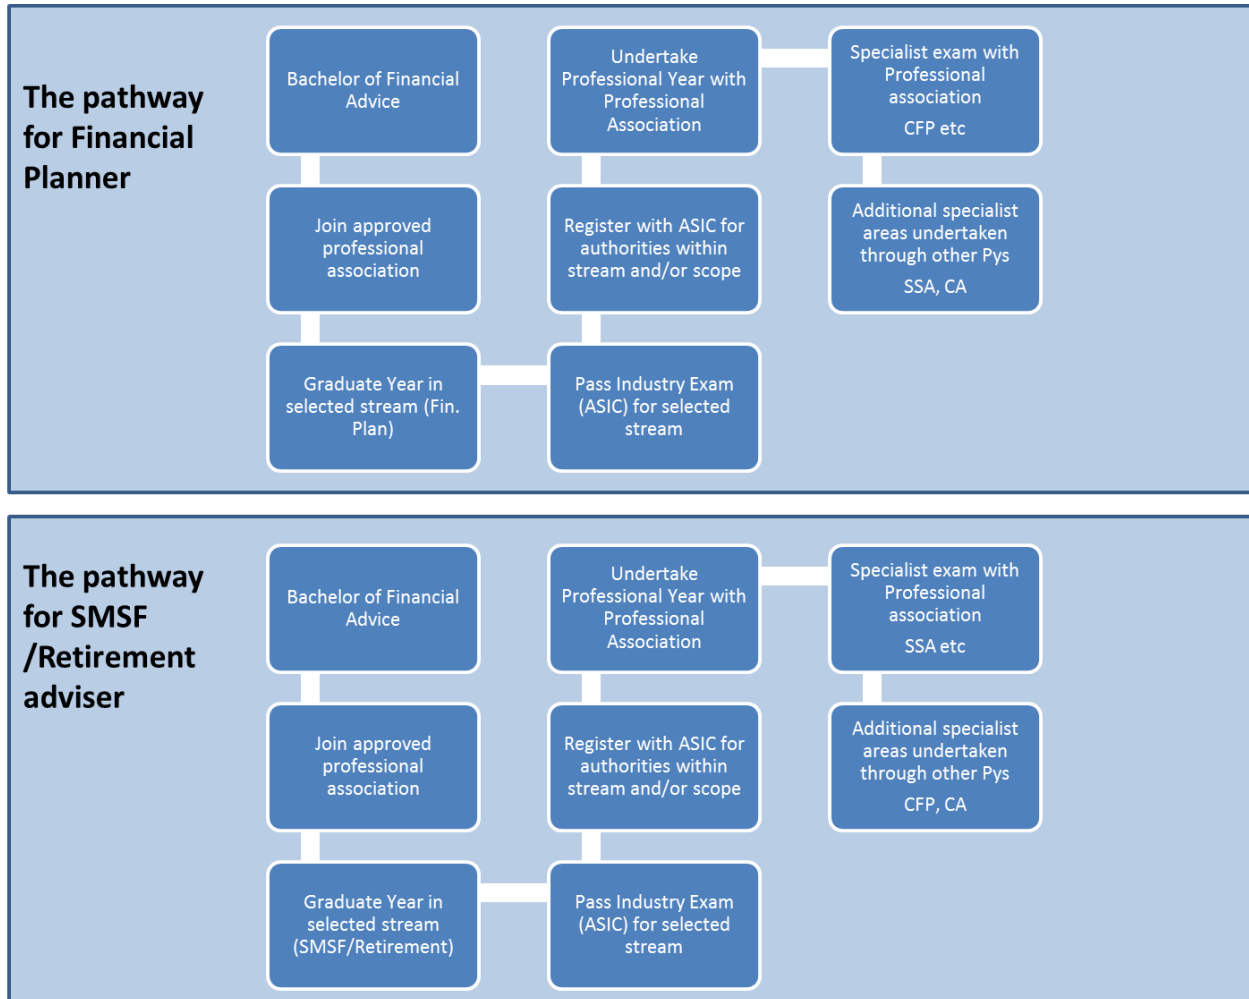 The pathway
for Financial
Planner
Bachelor of Financial
Advice
Join approved
professional
association
Graduate Year in
selected stream (Fin.
Plan)
Pass Industry Exam
(ASIC) for selected
stream
Register with ASIC for
authorities within
stream and/or scope
Undertake
Professional Year with
Professional
Association
Specialist exam with
Professional
association
CFP etc
Additional specialist
areas undertaken
through other Pys
SSA, CA
The pathway
for SMSF
/Retirement
adviser
Bachelor of Financial
Advice
Join approved
professional
association
Graduate Year in
selected stream
(SMSF/Retirement)
Pass Industry Exam
(ASIC) for selected
stream
Register with ASIC for
authorities within
stream and/or scope
Undertake
Professional Year with
Professional
Association
Specialist exam with
Professional
association
SSA etc
Additional specialist
areas undertaken
through other Pys
CFP, CA